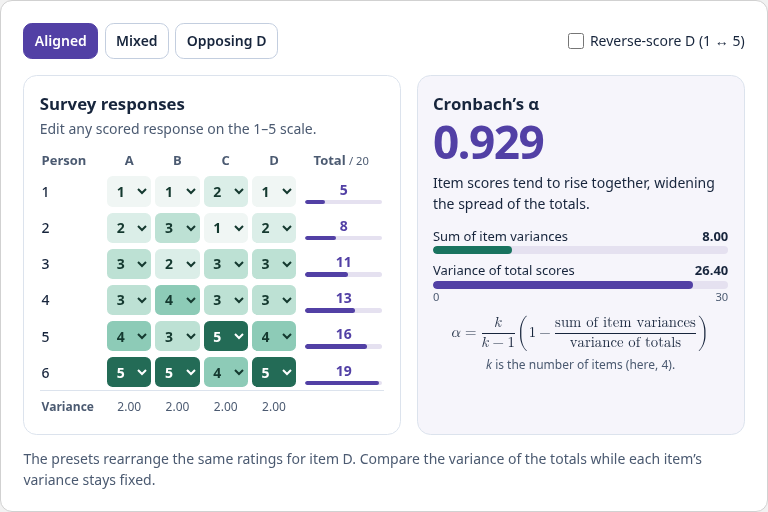 Aligned Mixed Opposing D Reverse-score D (1 ↔ 5)
Survey responses
Edit any scored response on the 1–5 scale.
Person A B C D Total / 20
1 1 1 2 1 5
2 2 3 1 2 8
3 3 2 3 3 11
4 3 4 3 3 13
5 4 3 5 4 16
6 5 5 4 5 19
Variance 2.00 2.00 2.00 2.00
Cronbach’s α
0.929
Item scores tend to rise together, widening
the spread of the totals.
Sum of item variances 8.00
Variance of total scores 26.40
0 30
α = k/(k − 1) (1 − sum of item variances/variance of totals)
k is the number of items (here, 4).
The presets rearrange the same ratings for item D. Compare the variance of the totals while each item’s
variance stays fixed.